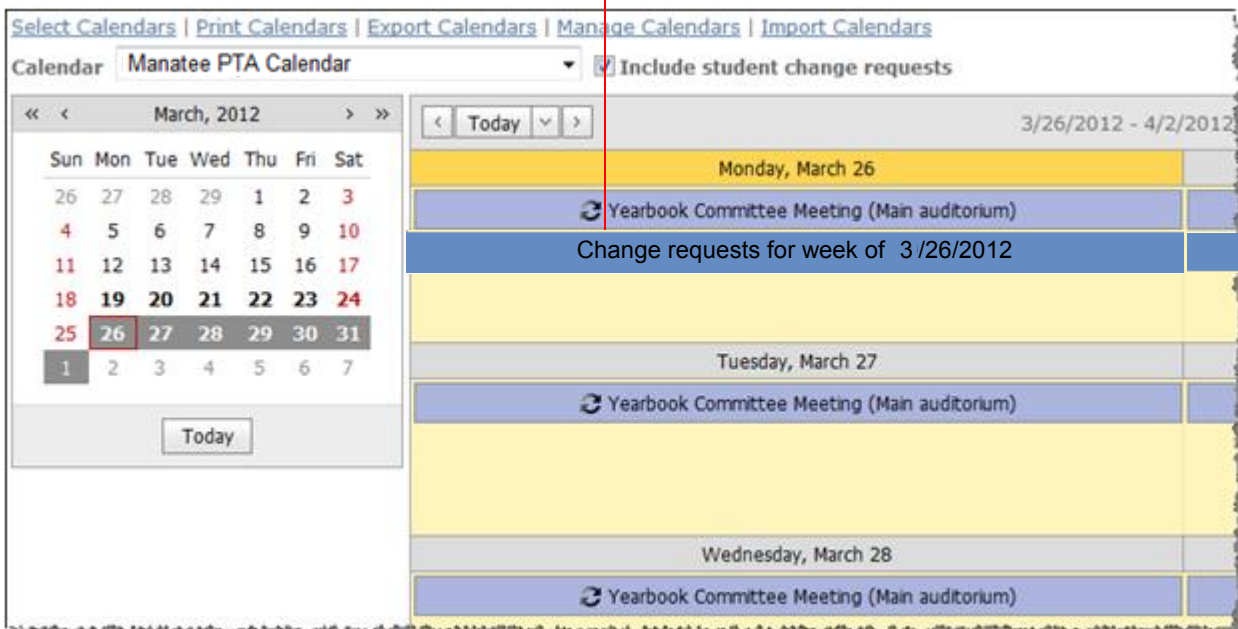 Select Calendars | Print Calendars | Export Calendars | Manage Calendars | Import Calendars
Calendar Manatee PTA Calendar Include student change requests
« ‹ March, 2012 › »
Sun Mon Tue Wed Thu Fri Sat
26 27 28 29 1 2 3
4 5 6 7 8 9 10
11 12 13 14 15 16 17
18 19 20 21 22 23 24
25 26 27 28 29 30 31
1 2 3 4 5 6 7
Today
‹ Today › 3/26/2012 - 4/2/2012
Monday, March 26
Yearbook Committee Meeting (Main auditorium)
Change requests for week of 3/26/2012
Tuesday, March 27
Yearbook Committee Meeting (Main auditorium)
Wednesday, March 28
Yearbook Committee Meeting (Main auditorium)